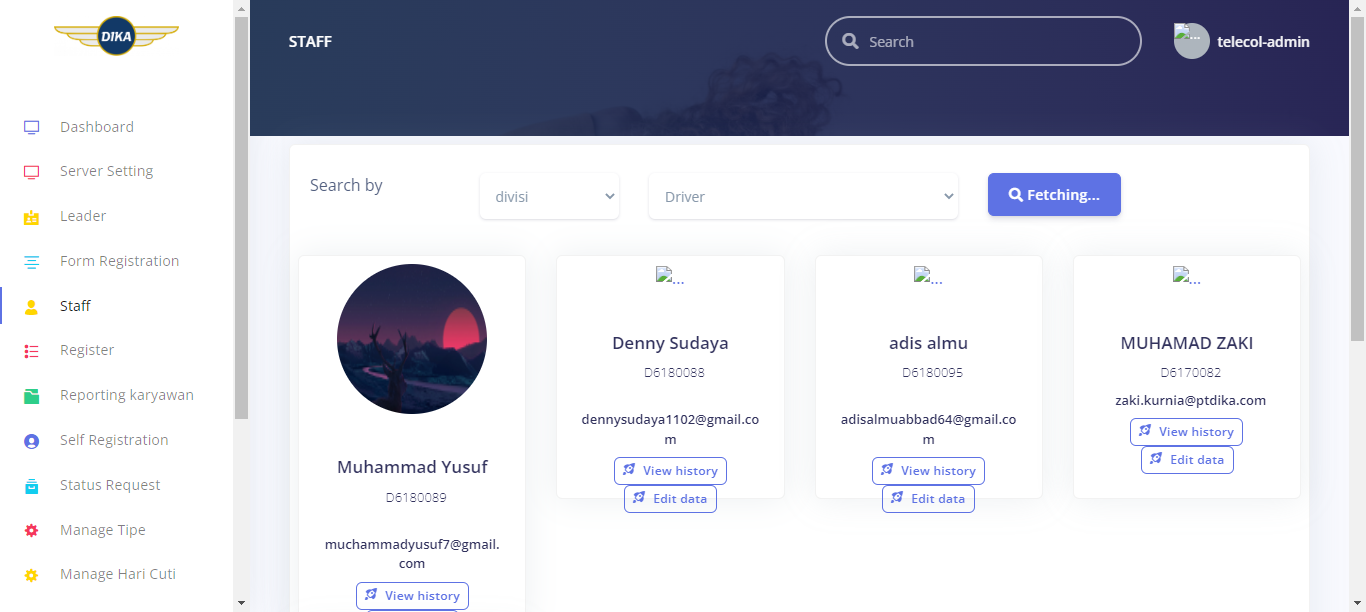 DIKA
STAFF
Search
...
telecol-admin
Dashboard
Server Setting
Leader
Form Registration
Staff
Register
Reporting karyawan
Self Registration
Status Request
Manage Tipe
Manage Hari Cuti
Search by
divisi
Driver
Fetching...
Muhammad Yusuf
D6180089
muchammadyusuf7@gmail.
com
View history
...
Denny Sudaya
D6180088
dennysudaya1102@gmail.co
m
View history
Edit data
...
adis almu
D6180095
adisalmuabbad64@gmail.co
m
View history
Edit data
...
MUHAMAD ZAKI
D6170082
zaki.kurnia@ptdika.com
View history
Edit data